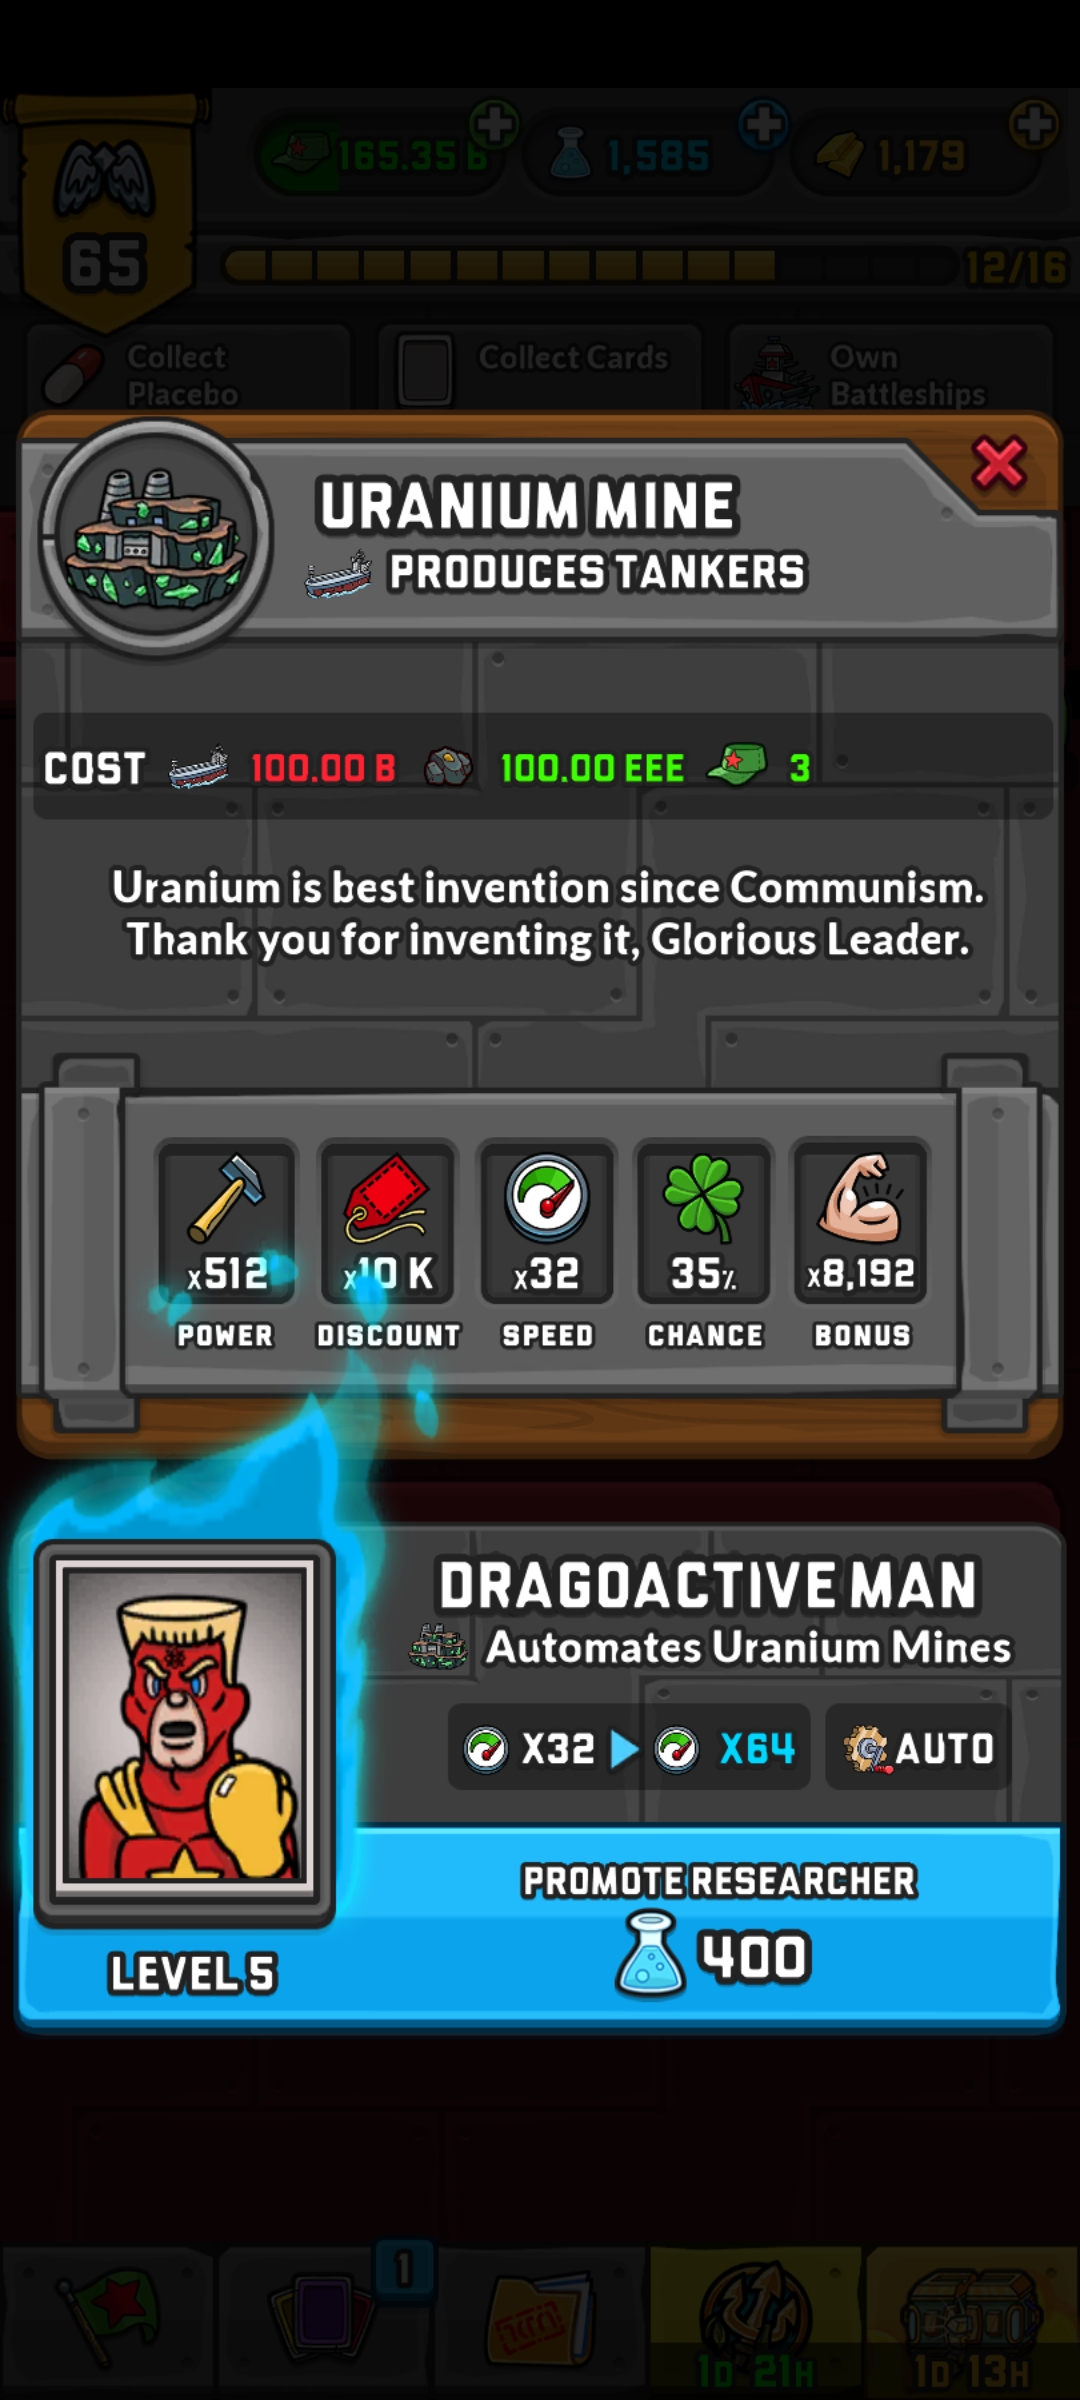 165.35 B
1,585
1,179
65
12/16
Collect
Placebo
Collect Cards
Own
Battleships
URANIUM MINE
PRODUCES TANKERS
COST 100.00 B 100.00 EEE 3
Uranium is best invention since Communism.
Thank you for inventing it, Glorious Leader.
x512 x10 K x32 35% x8,192
POWER DISCOUNT SPEED CHANCE BONUS
DRAGOACTIVE MAN
Automates Uranium Mines
X32 X64 AUTO
PROMOTE RESEARCHER
400
LEVEL 5
1
1D 21H
1D 13H